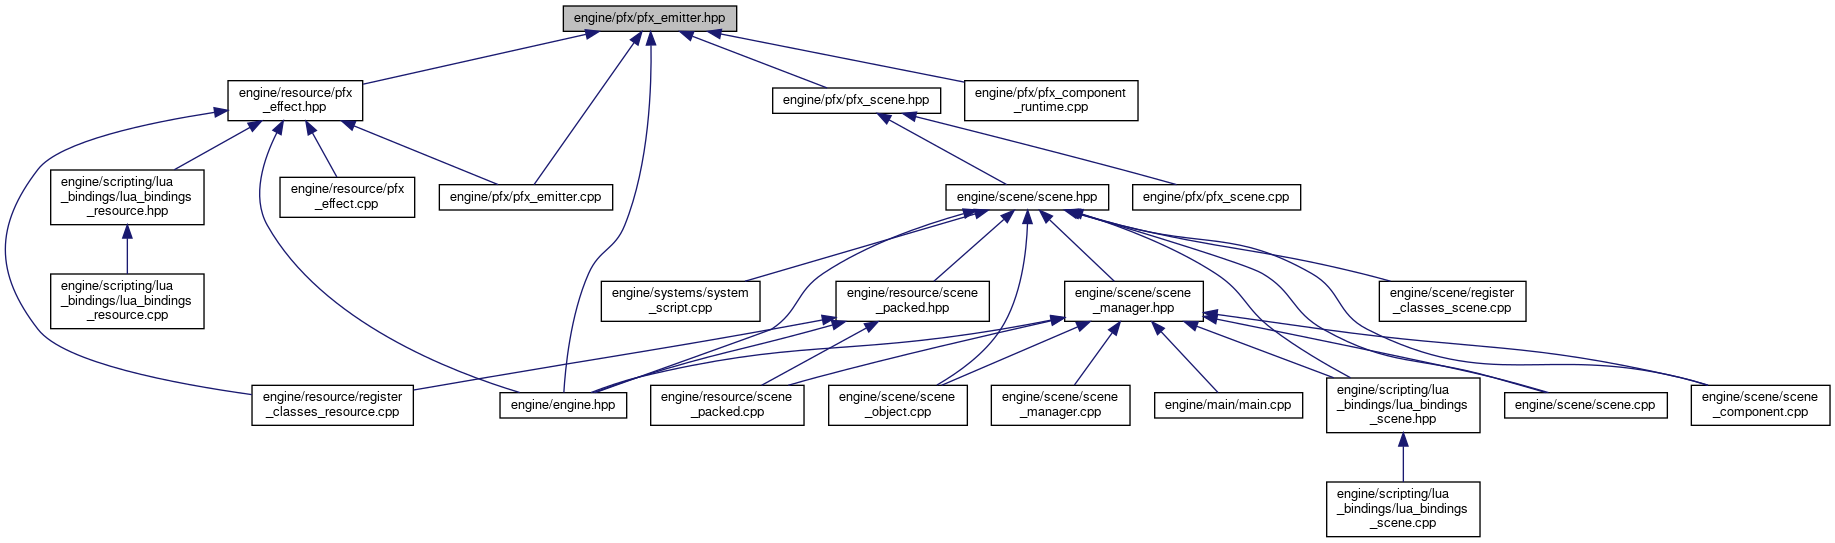 engine/pfx/pfx_emitter.hpp
engine/resource/pfx
_effect.hpp
engine/pfx/pfx_scene.hpp
engine/pfx/pfx_component
_runtime.cpp
engine/scripting/lua
_bindings/lua_bindings
_resource.hpp
engine/resource/pfx
_effect.cpp
engine/pfx/pfx_emitter.cpp
engine/scene/scene.hpp
engine/pfx/pfx_scene.cpp
engine/scripting/lua
_bindings/lua_bindings
_resource.cpp
engine/systems/system
_script.cpp
engine/resource/scene
_packed.hpp
engine/scene/scene
_manager.hpp
engine/scene/register
_classes_scene.cpp
engine/resource/register
_classes_resource.cpp
engine/engine.hpp
engine/resource/scene
_packed.cpp
engine/scene/scene
_object.cpp
engine/scene/scene
_manager.cpp
engine/main/main.cpp
engine/scripting/lua
_bindings/lua_bindings
_scene.hpp
engine/scene/scene.cpp
engine/scene/scene
_component.cpp
engine/scripting/lua
_bindings/lua_bindings
_scene.cpp